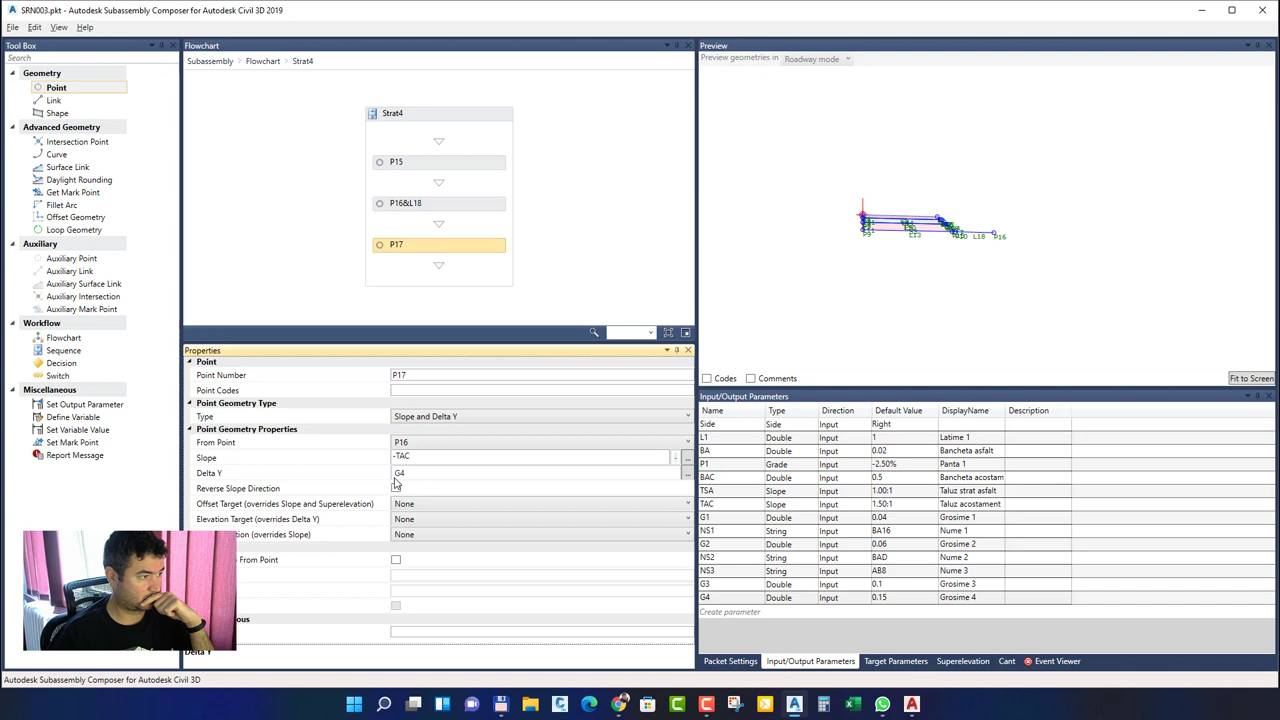 SRN003.pkt - Autodesk Subassembly Composer for Autodesk Civil 3D 2019
File Edit View Help
Tool Box
Search
Geometry
Point
Link
Shape
Advanced Geometry
Intersection Point
Curve
Surface Link
Daylight Rounding
Get Mark Point
Fillet Arc
Offset Geometry
Loop Geometry
Auxiliary
Auxiliary Point
Auxiliary Link
Auxiliary Surface Link
Auxiliary Intersection
Auxiliary Mark Point
Workflow
Flowchart
Sequence
Decision
Switch
Miscellaneous
Set Output Parameter
Define Variable
Set Variable Value
Set Mark Point
Report Message
Flowchart
Subassembly > Flowchart > Strat4
Strat4
P15
P16&L18
P17
Properties
Point
Point Number P17
Point Codes
Point Geometry Type
Type Slope and Delta Y
Point Geometry Properties
From Point P16
Slope -TAC ...
Delta Y G4 ...
Reverse Slope Direction
Offset Target (overrides Slope and Superelevation) None
Elevation Target (overrides Delta Y) None
(overrides Slope) None
From Point
Delta Y
Preview
Preview geometries in Roadway mode
L18 P16
Codes Comments Fit to Screen
Input/Output Parameters
Name Type Direction Default Value DisplayName Description
Side Side Input Right
L1 Double Input 1 Latime 1
BA Double Input 0.02 Bancheta asfalt
P1 Grade Input -2.50% Panta 1
BAC Double Input 0.5 Bancheta acostam
TSA Slope Input 1.00:1 Taluz strat asfalt
TAC Slope Input 1.50:1 Taluz acostament
G1 Double Input 0.04 Grosime 1
NS1 String Input BA16 Nume 1
G2 Double Input 0.06 Grosime 2
NS2 String Input BAD Nume 2
NS3 String Input AB8 Nume 3
G3 Double Input 0.1 Grosime 3
G4 Double Input 0.15 Grosime 4
Create parameter
Packet Settings Input/Output Parameters Target Parameters Superelevation Cant Event Viewer
Autodesk Subassembly Composer for Autodesk Civil 3D